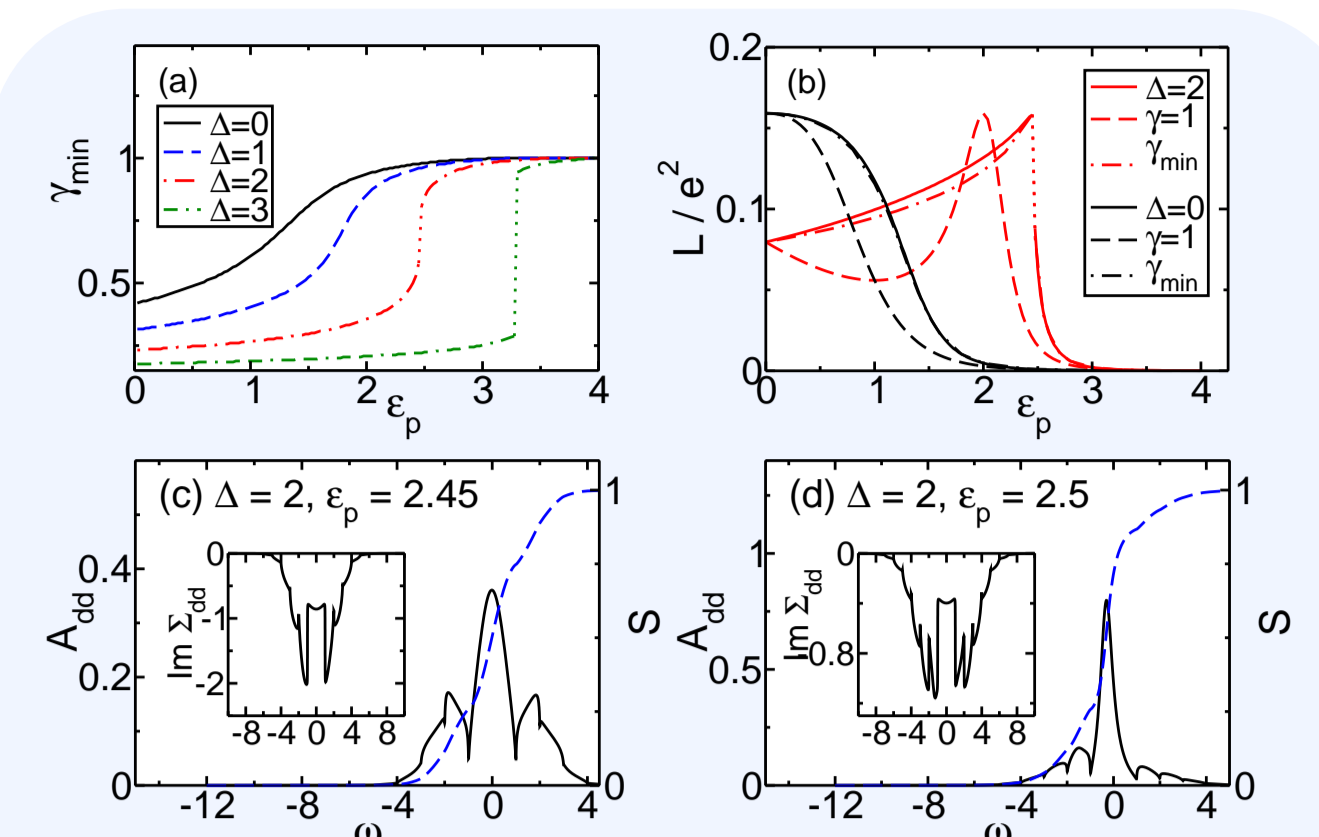 (a)
Δ=0
Δ=1
Δ=2
Δ=3
γmin
1
0.5
0 1 2 3 4
εp
(b)
0.2
0.1
0
L / e²
Δ=2
γ=1
γmin
Δ=0
γ=1
γmin
0 1 2 3 4
εp
(c) Δ = 2, εp = 2.45
0.4
0.2
0
Add
0
-1
-2
Im Σdd
-8 -4 0 4 8
1
0
S
-12 -8 -4 0 4
ω
(d) Δ = 2, εp = 2.5
1
0.5
0
Add
0
-0.8
Im Σdd
-8 -4 0 4 8
1
0
S
-12 -8 -4 0 4
ω